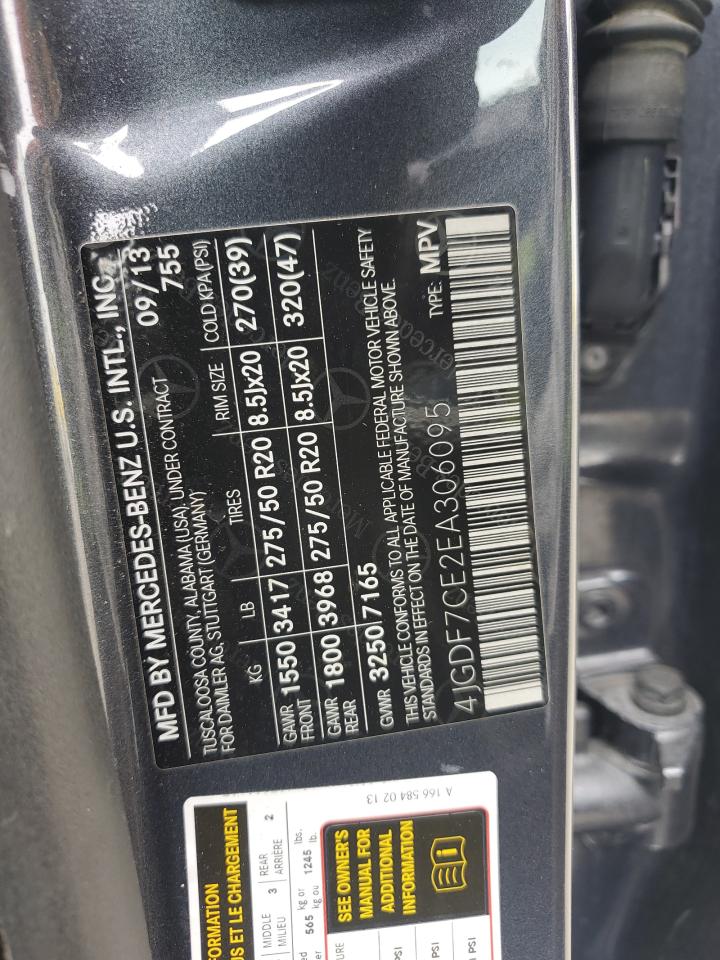 MFD BY MERCEDES-BENZ U.S. INTL., INC.
TUSCALOOSA COUNTY, ALABAMA (USA), UNDER CONTRACT 09/13
FOR DAIMLER AG, STUTTGART (GERMANY) 755
KG LB TIRES RIM SIZE COLD KPA (PSI)
GAWR FRONT 1550 3417 275/50 R20 8.5Jx20 270(39)
GAWR REAR 1800 3968 275/50 R20 8.5Jx20 320(47)
GVWR 3250 7165
THIS VEHICLE CONFORMS TO ALL APPLICABLE FEDERAL MOTOR VEHICLE SAFETY
STANDARDS IN EFFECT ON THE DATE OF MANUFACTURE SHOWN ABOVE.
4JGDF7CE2EA306095 TYPE: MPV
ET LE CHARGEMENT
MIDDLE 3 REAR 2
MILIEU ARRIÈRE
565 kg or lbs.
kg ou 1245 lb.
SEE OWNER'S
MANUAL FOR
ADDITIONAL
INFORMATION
PSI
PSI
PSI
A 166 584 02 13